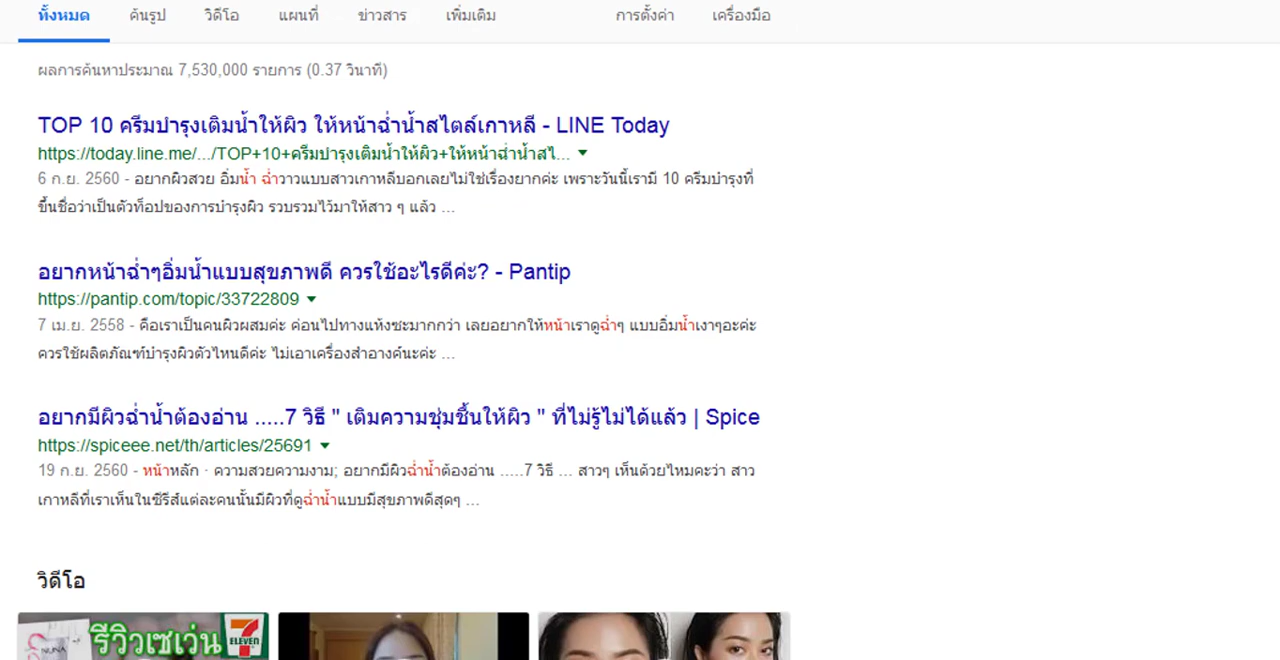 ทั้งหมด ค้นรูป วิดีโอ แผนที่ ข่าวสาร เพิ่มเติม การตั้งค่า เครื่องมือ
ผลการค้นหาประมาณ 7,530,000 รายการ (0.37 วินาที)
TOP 10 ครีมบำรุงเติมน้ำให้ผิว ให้หน้าฉ่ำน้ำสไตล์เกาหลี - LINE Today
https://today.line.me/.../TOP+10+ครีมบำรุงเติมน้ำให้ผิว+ให้หน้าฉ่ำน้ำสไ...
6 ก.ย. 2560 - อยากผิวสวย อิ่มน้ำ ฉ่ำวาวแบบสาวเกาหลีบอกเลยไม่ใช่เรื่องยากค่ะ เพราะวันนี้เรามี 10 ครีมบำรุงที่
ขึ้นชื่อว่าเป็นตัวท็อปของการบำรุงผิว รวบรวมไว้มาให้สาว ๆ แล้ว ...
อยากหน้าฉ่ำๆอิ่มน้ำแบบสุขภาพดี ควรใช้อะไรดีค่ะ? - Pantip
https://pantip.com/topic/33722809
7 เม.ย. 2558 - คือเราเป็นคนผิวผสมค่ะ ค่อนไปทางแห้งซะมากกว่า เลยอยากให้หน้าเราดูฉ่ำๆ แบบอิ่มน้ำเงาๆอะค่ะ
ควรใช้ผลิตภัณฑ์บำรุงผิวตัวไหนดีค่ะ ไม่เอาเครื่องสำอางค์นะค่ะ ...
อยากมีผิวฉ่ำน้ำต้องอ่าน .....7 วิธี " เติมความชุ่มชื้นให้ผิว " ที่ไม่รู้ไม่ได้แล้ว | Spice
https://spiceee.net/th/articles/25691
19 ก.ย. 2560 - หน้าหลัก · ความสวยความงาม; อยากมีผิวฉ่ำน้ำต้องอ่าน .....7 วิธี ... สาวๆ เห็นด้วยไหมคะว่า สาว
เกาหลีที่เราเห็นในซีรีส์แต่ละคนนั้นมีผิวที่ดูฉ่ำน้ำแบบมีสุขภาพดีสุดๆ ...
วิดีโอ
รีวิวเซเว่น
ELEVEN
NUNA